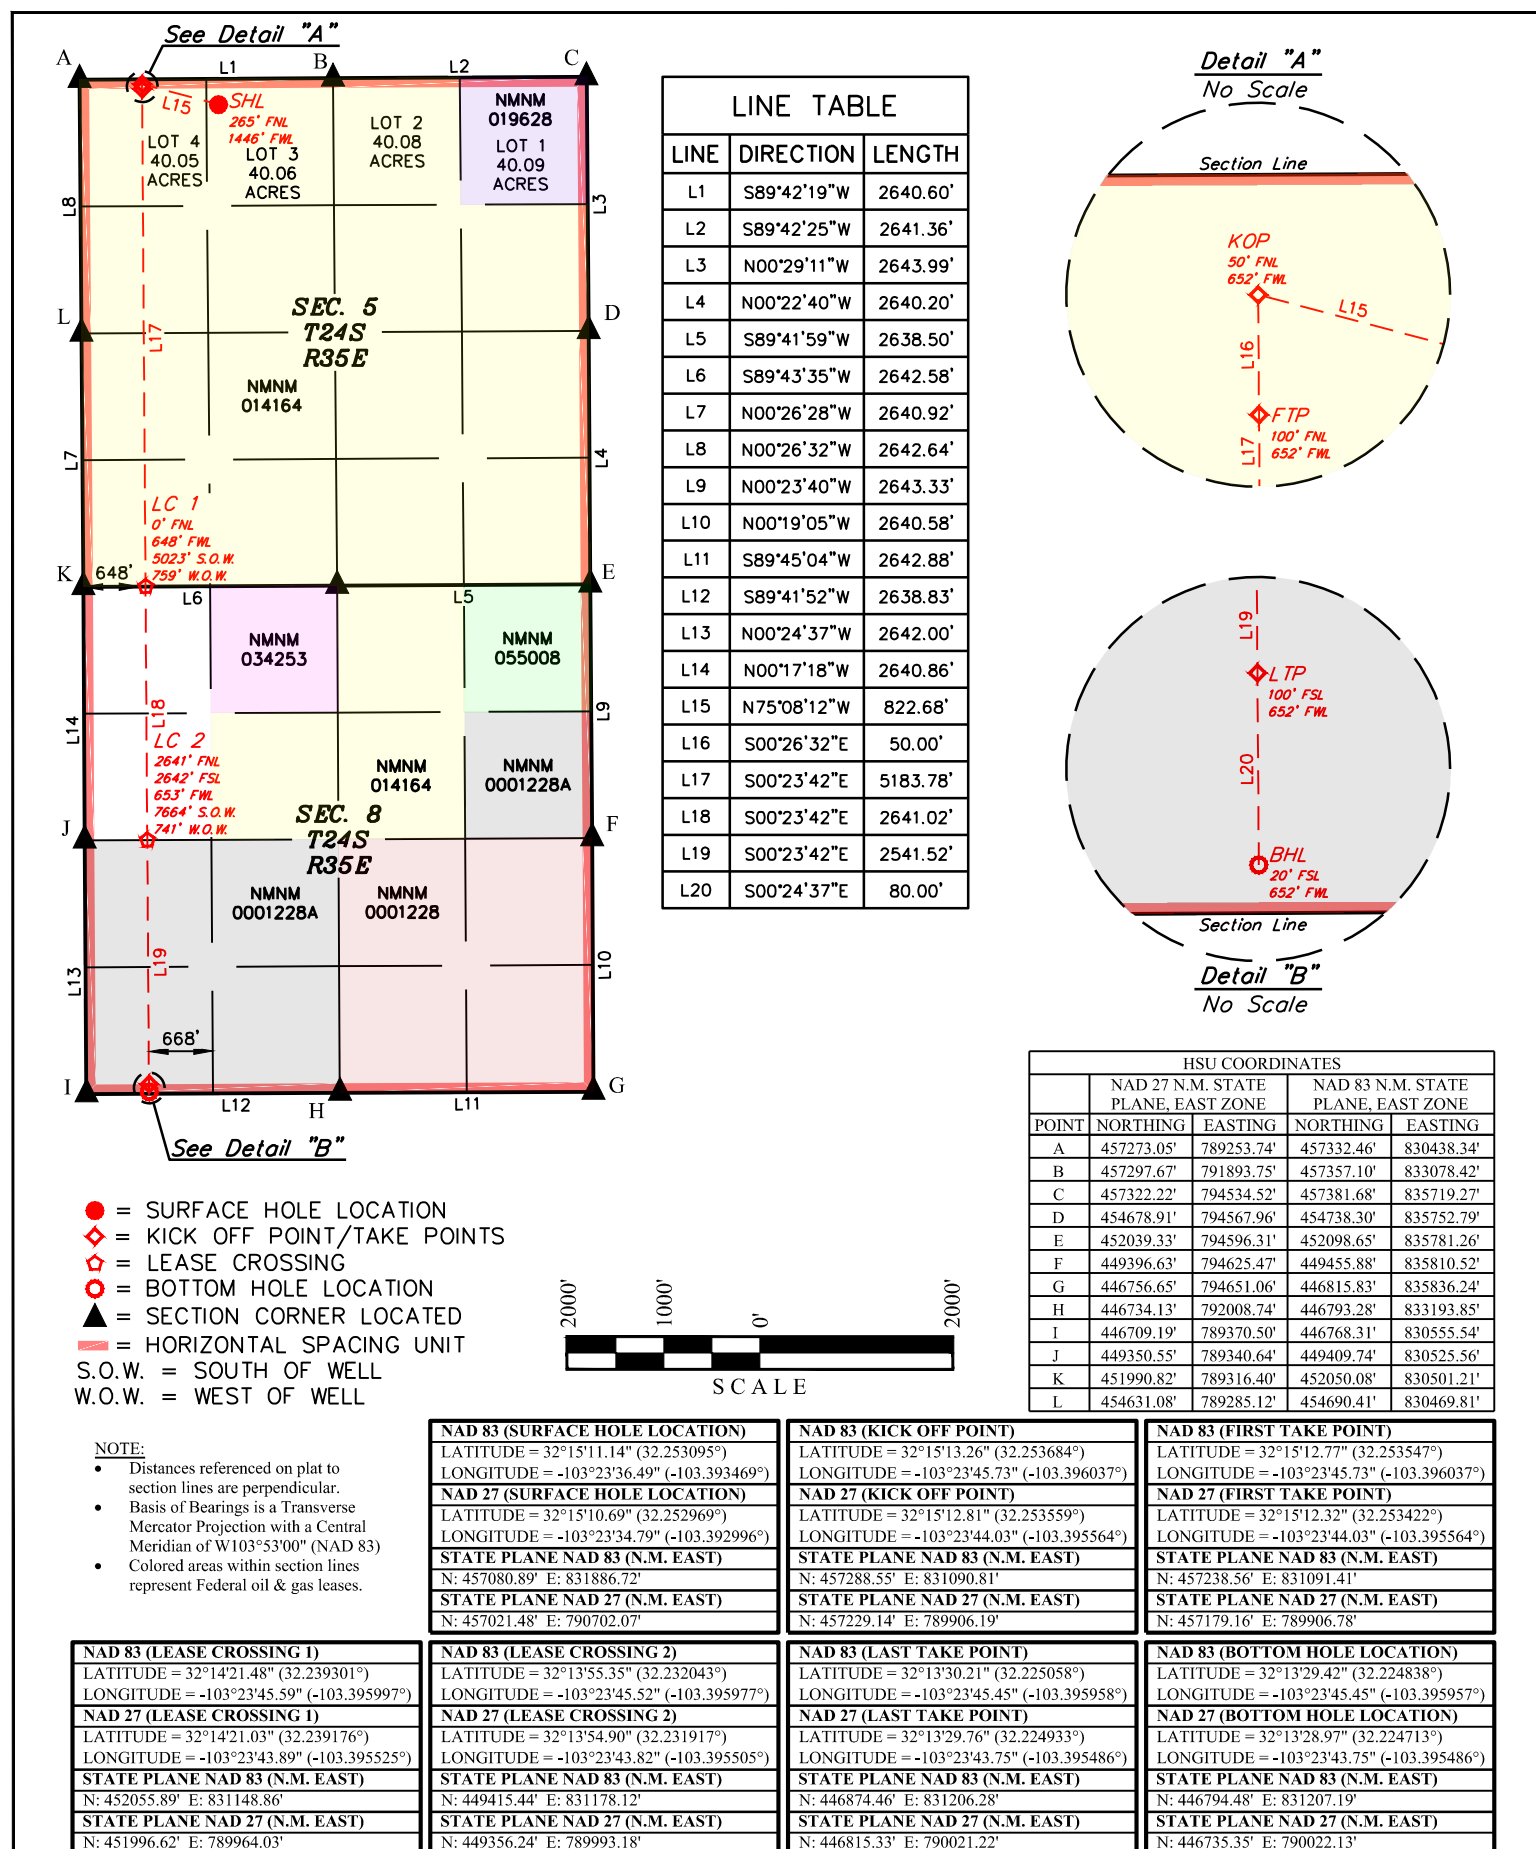 See Detail "A"
A
B
C
L1
L2
L15
SHL
265' FNL
1446' FWL
LOT 4
40.05
ACRES
LOT 3
40.06
ACRES
LOT 2
40.08
ACRES
NMNM
019628
LOT 1
40.09
ACRES
L8
L3
L
D
L17
SEC. 5
T24S
R35E
NMNM
014164
L7
L4
LC 1
0' FNL
648' FWL
5023' S.O.W.
759' W.O.W.
K
648'
E
L6
L5
NMNM
034253
NMNM
055008
L18
L14
L9
LC 2
2641' FNL
2642' FSL
653' FWL
7664' S.O.W.
741' W.O.W.
NMNM
014164
NMNM
0001228A
J
F
SEC. 8
T24S
R35E
NMNM
0001228A
NMNM
0001228
L13
L19
L10
668'
I
H
G
L12
L11
See Detail "B"
LINE TABLE
LINE DIRECTION LENGTH
L1 S89°42'19"W 2640.60'
L2 S89°42'25"W 2641.36'
L3 N00°29'11"W 2643.99'
L4 N00°22'40"W 2640.20'
L5 S89°41'59"W 2638.50'
L6 S89°43'35"W 2642.58'
L7 N00°26'28"W 2640.92'
L8 N00°26'32"W 2642.64'
L9 N00°23'40"W 2643.33'
L10 N00°19'05"W 2640.58'
L11 S89°45'04"W 2642.88'
L12 S89°41'52"W 2638.83'
L13 N00°24'37"W 2642.00'
L14 N00°17'18"W 2640.86'
L15 N75°08'12"W 822.68'
L16 S00°26'32"E 50.00'
L17 S00°23'42"E 5183.78'
L18 S00°23'42"E 2641.02'
L19 S00°23'42"E 2541.52'
L20 S00°24'37"E 80.00'
Detail "A"
No Scale
Section Line
KOP
50' FNL
652' FWL
L15
L16
FTP
100' FNL
652' FWL
L17
L19
LTP
100' FSL
652' FWL
L20
BHL
20' FSL
652' FWL
Section Line
Detail "B"
No Scale
HSU COORDINATES
NAD 27 N.M. STATE PLANE, EAST ZONE NAD 83 N.M. STATE PLANE, EAST ZONE
POINT NORTHING EASTING NORTHING EASTING
A 457273.05' 789253.74' 457332.46' 830438.34'
B 457297.67' 791893.75' 457357.10' 833078.42'
C 457322.22' 794534.52' 457381.68' 835719.27'
D 454678.91' 794567.96' 454738.30' 835752.79'
E 452039.33' 794596.31' 452098.65' 835781.26'
F 449396.63' 794625.47' 449455.88' 835810.52'
G 446756.65' 794651.06' 446815.83' 835836.24'
H 446734.13' 792008.74' 446793.28' 833193.85'
I 446709.19' 789370.50' 446768.31' 830555.54'
J 449350.55' 789340.64' 449409.74' 830525.56'
K 451990.82' 789316.40' 452050.08' 830501.21'
L 454631.08' 789285.12' 454690.41' 830469.81'
= SURFACE HOLE LOCATION
= KICK OFF POINT/TAKE POINTS
= LEASE CROSSING
= BOTTOM HOLE LOCATION
= SECTION CORNER LOCATED
= HORIZONTAL SPACING UNIT
S.O.W. = SOUTH OF WELL
W.O.W. = WEST OF WELL
2000' 1000' 0' 2000'
SCALE
NOTE:
• Distances referenced on plat to
section lines are perpendicular.
• Basis of Bearings is a Transverse
Mercator Projection with a Central
Meridian of W103°53'00" (NAD 83)
• Colored areas within section lines
represent Federal oil & gas leases.
NAD 83 (SURFACE HOLE LOCATION)
LATITUDE = 32°15'11.14" (32.253095°)
LONGITUDE = -103°23'36.49" (-103.393469°)
NAD 27 (SURFACE HOLE LOCATION)
LATITUDE = 32°15'10.69" (32.252969°)
LONGITUDE = -103°23'34.79" (-103.392996°)
STATE PLANE NAD 83 (N.M. EAST)
N: 457080.89' E: 831886.72'
STATE PLANE NAD 27 (N.M. EAST)
N: 457021.48' E: 790702.07'
NAD 83 (KICK OFF POINT)
LATITUDE = 32°15'13.26" (32.253684°)
LONGITUDE = -103°23'45.73" (-103.396037°)
NAD 27 (KICK OFF POINT)
LATITUDE = 32°15'12.81" (32.253559°)
LONGITUDE = -103°23'44.03" (-103.395564°)
STATE PLANE NAD 83 (N.M. EAST)
N: 457288.55' E: 831090.81'
STATE PLANE NAD 27 (N.M. EAST)
N: 457229.14' E: 789906.19'
NAD 83 (FIRST TAKE POINT)
LATITUDE = 32°15'12.77" (32.253547°)
LONGITUDE = -103°23'45.73" (-103.396037°)
NAD 27 (FIRST TAKE POINT)
LATITUDE = 32°15'12.32" (32.253422°)
LONGITUDE = -103°23'44.03" (-103.395564°)
STATE PLANE NAD 83 (N.M. EAST)
N: 457238.56' E: 831091.41'
STATE PLANE NAD 27 (N.M. EAST)
N: 457179.16' E: 789906.78'
NAD 83 (LEASE CROSSING 1)
LATITUDE = 32°14'21.48" (32.239301°)
LONGITUDE = -103°23'45.59" (-103.395997°)
NAD 27 (LEASE CROSSING 1)
LATITUDE = 32°14'21.03" (32.239176°)
LONGITUDE = -103°23'43.89" (-103.395525°)
STATE PLANE NAD 83 (N.M. EAST)
N: 452055.89' E: 831148.86'
STATE PLANE NAD 27 (N.M. EAST)
N: 451996.62' E: 789964.03'
NAD 83 (LEASE CROSSING 2)
LATITUDE = 32°13'55.35" (32.232043°)
LONGITUDE = -103°23'45.52" (-103.395977°)
NAD 27 (LEASE CROSSING 2)
LATITUDE = 32°13'54.90" (32.231917°)
LONGITUDE = -103°23'43.82" (-103.395505°)
STATE PLANE NAD 83 (N.M. EAST)
N: 449415.44' E: 831178.12'
STATE PLANE NAD 27 (N.M. EAST)
N: 449356.24' E: 789993.18'
NAD 83 (LAST TAKE POINT)
LATITUDE = 32°13'30.21" (32.225058°)
LONGITUDE = -103°23'45.45" (-103.395958°)
NAD 27 (LAST TAKE POINT)
LATITUDE = 32°13'29.76" (32.224933°)
LONGITUDE = -103°23'43.75" (-103.395486°)
STATE PLANE NAD 83 (N.M. EAST)
N: 446874.46' E: 831206.28'
STATE PLANE NAD 27 (N.M. EAST)
N: 446815.33' E: 790021.22'
NAD 83 (BOTTOM HOLE LOCATION)
LATITUDE = 32°13'29.42" (32.224838°)
LONGITUDE = -103°23'45.45" (-103.395957°)
NAD 27 (BOTTOM HOLE LOCATION)
LATITUDE = 32°13'28.97" (32.224713°)
LONGITUDE = -103°23'43.75" (-103.395486°)
STATE PLANE NAD 83 (N.M. EAST)
N: 446794.48' E: 831207.19'
STATE PLANE NAD 27 (N.M. EAST)
N: 446735.35' E: 790022.13'